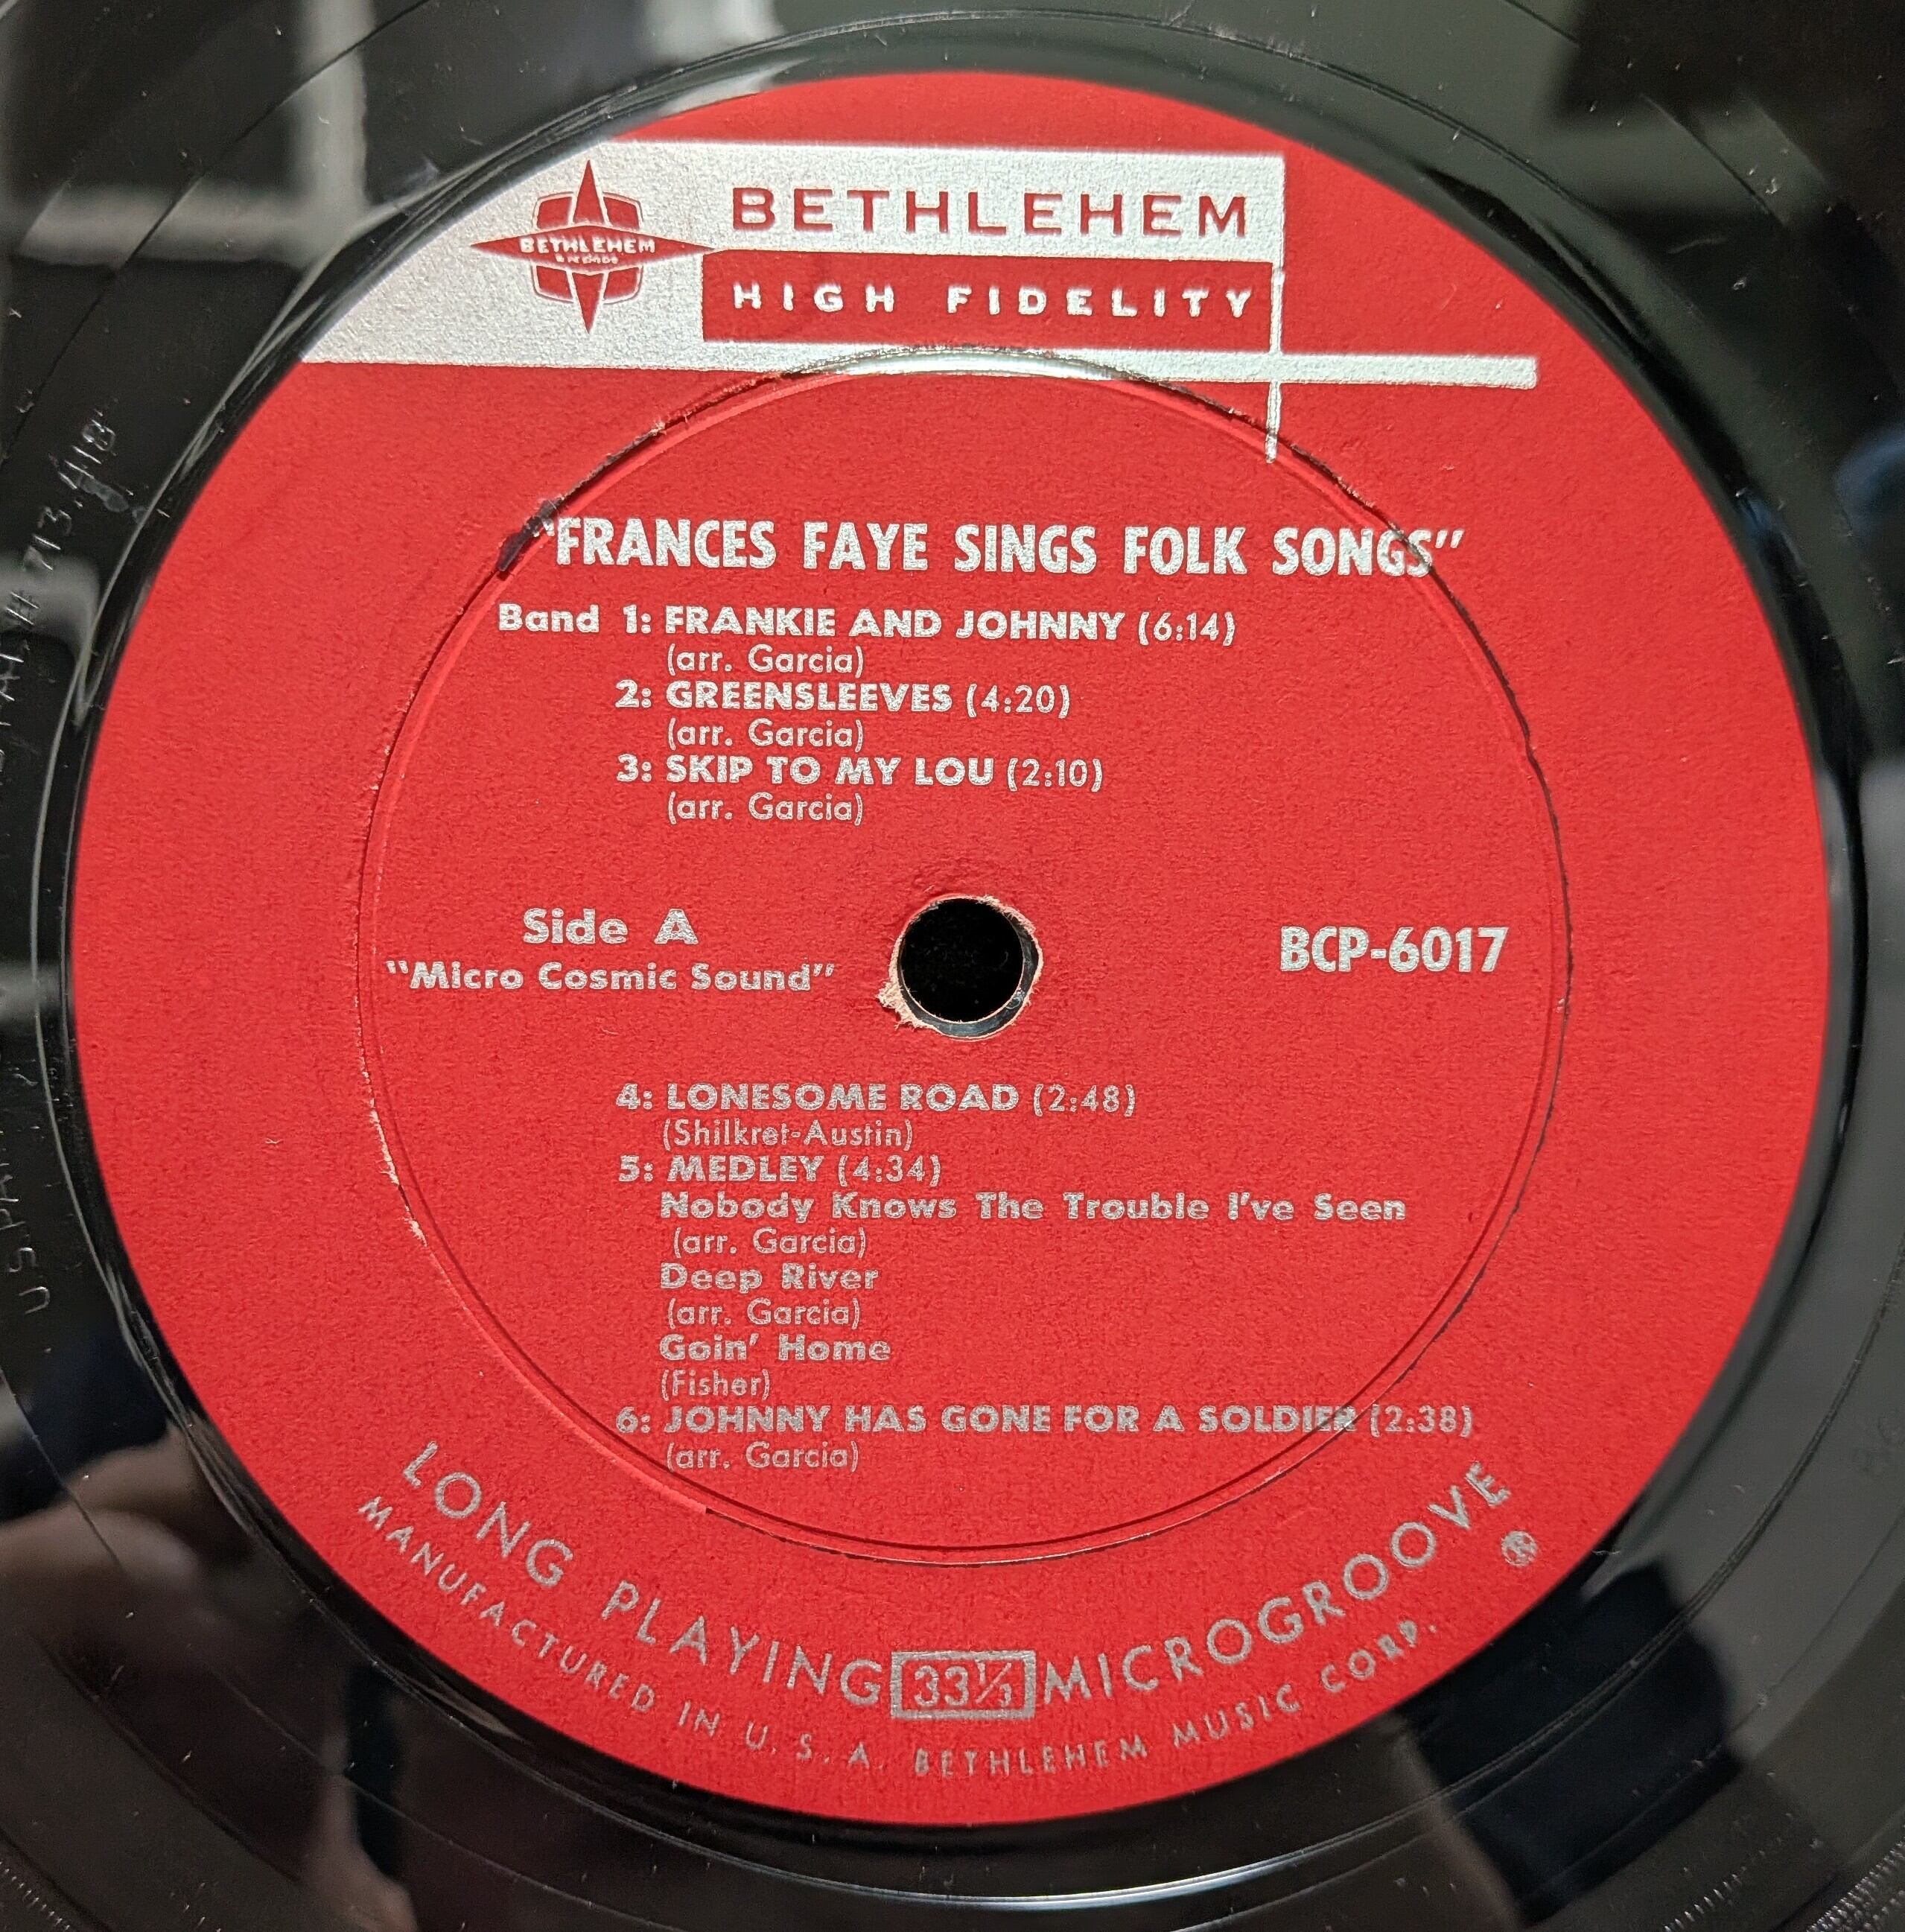 BETHLEHEM
BETHLEHEM
HIGH FIDELITY
"FRANCES FAYE SINGS FOLK SONGS"
Band 1: FRANKIE AND JOHNNY (6:14)
(arr. Garcia)
2: GREENSLEEVES (4:20)
(arr. Garcia)
3: SKIP TO MY LOU (2:10)
(arr. Garcia)
Side A
"Micro Cosmic Sound"
BCP-6017
4: LONESOME ROAD (2:48)
(Shilkret-Austin)
5: MEDLEY (4:34)
Nobody Knows The Trouble I've Seen
(arr. Garcia)
Deep River
(arr. Garcia)
Goin' Home
(Fisher)
6: JOHNNY HAS GONE FOR A SOLDIER (2:38)
(arr. Garcia)
LONG PLAYING 33⅓ MICROGROOVE
®
MANUFACTURED IN U. S. A. BETHLEHEM MUSIC CORP.